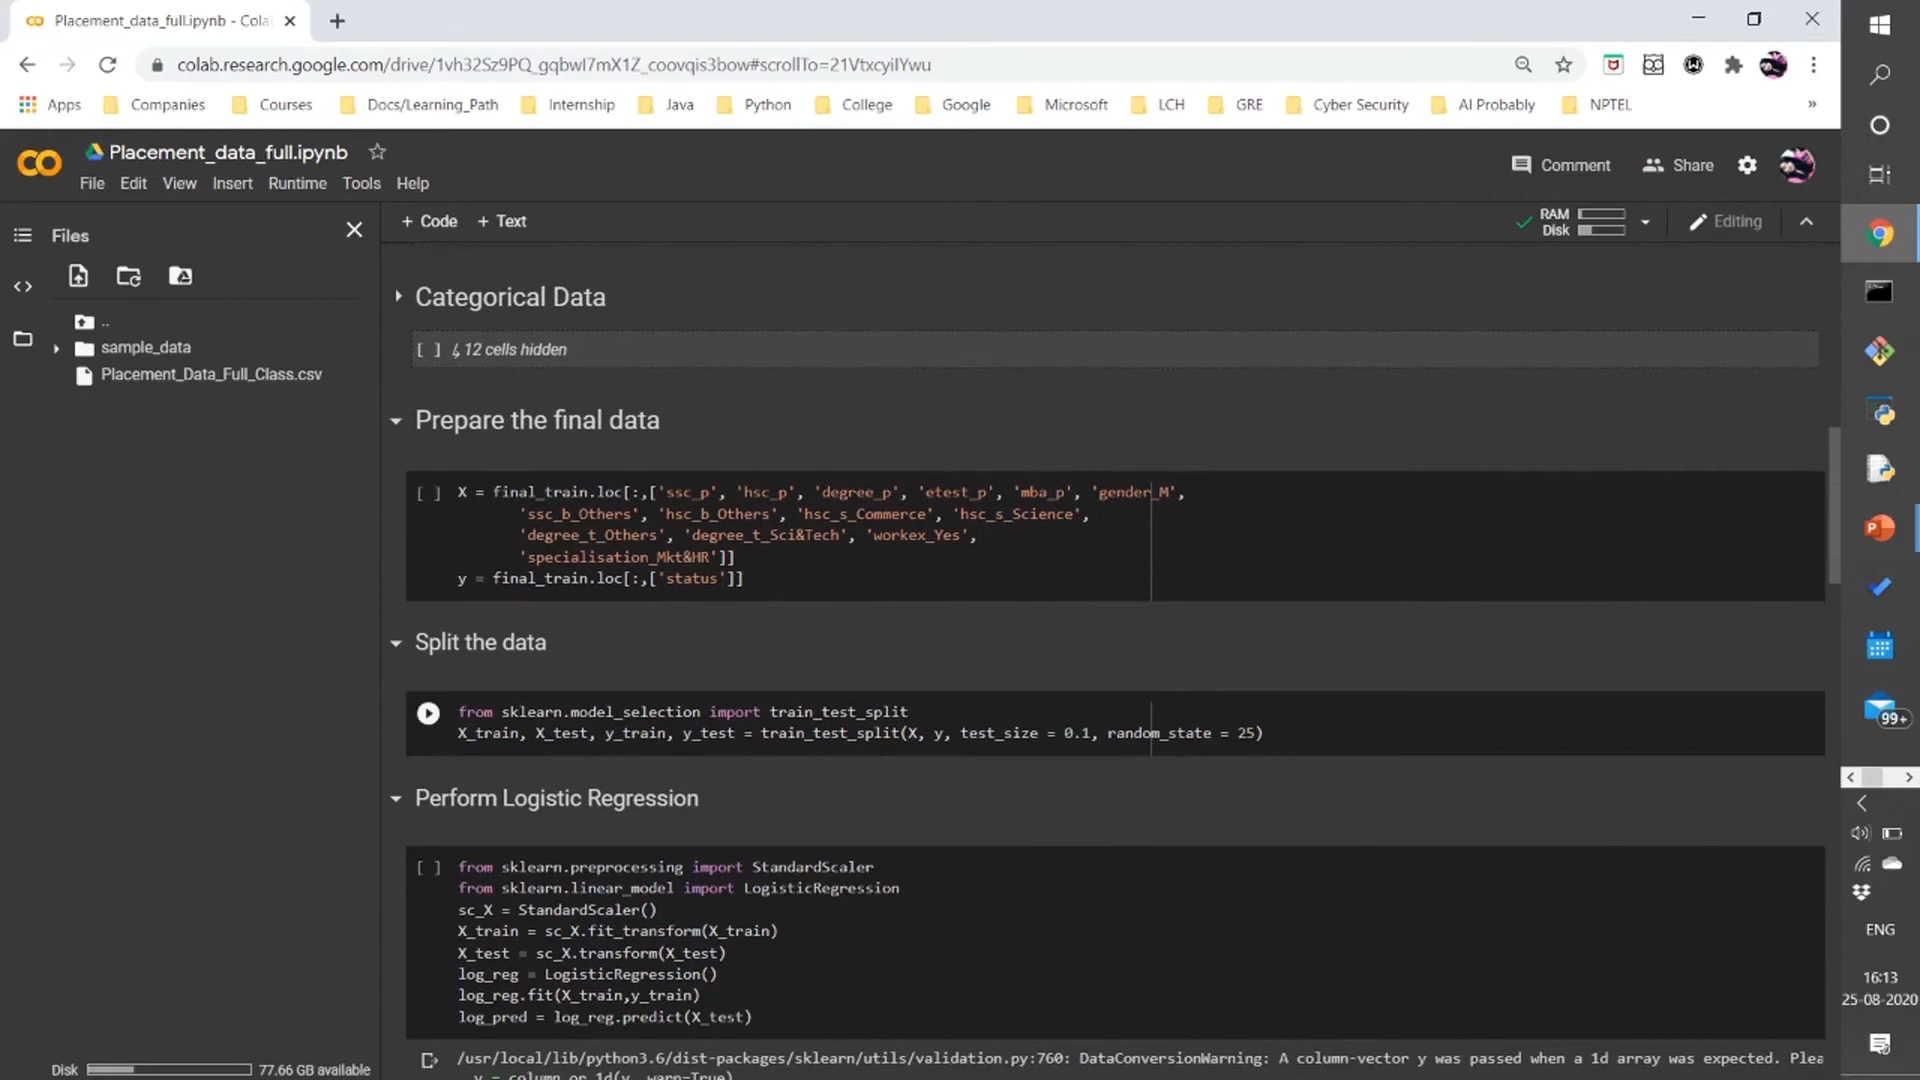 Placement_data_full.ipynb - Cola
colab.research.google.com/drive/1vh32Sz9PQ_gqbwI7mX1Z_coovqis3bow#scrollTo=21VtxcyiIYwu
Apps Companies Courses Docs/Learning_Path Internship Java Python College Google Microsoft LCH GRE Cyber Security AI Probably NPTEL »
Placement_data_full.ipynb
Comment Share
File Edit View Insert Runtime Tools Help
Files
+ Code + Text
RAM
Disk
Editing
..
sample_data
Placement_Data_Full_Class.csv
Categorical Data
[ ] ↳ 12 cells hidden
Prepare the final data
[ ] X = final_train.loc[:,['ssc_p', 'hsc_p', 'degree_p', 'etest_p', 'mba_p', 'gender_M',
'ssc_b_Others', 'hsc_b_Others', 'hsc_s_Commerce', 'hsc_s_Science',
'degree_t_Others', 'degree_t_Sci&Tech', 'workex_Yes',
'specialisation_Mkt&HR']]
y = final_train.loc[:,['status']]
Split the data
from sklearn.model_selection import train_test_split
X_train, X_test, y_train, y_test = train_test_split(X, y, test_size = 0.1, random_state = 25)
Perform Logistic Regression
[ ] from sklearn.preprocessing import StandardScaler
from sklearn.linear_model import LogisticRegression
sc_X = StandardScaler()
X_train = sc_X.fit_transform(X_train)
X_test = sc_X.transform(X_test)
log_reg = LogisticRegression()
log_reg.fit(X_train,y_train)
log_pred = log_reg.predict(X_test)
/usr/local/lib/python3.6/dist-packages/sklearn/utils/validation.py:760: DataConversionWarning: A column-vector y was passed when a 1d array was expected. Plea
y = column_or_1d(y, warn=True)
Disk 77.66 GB available
99+
ENG
16:13
25-08-2020